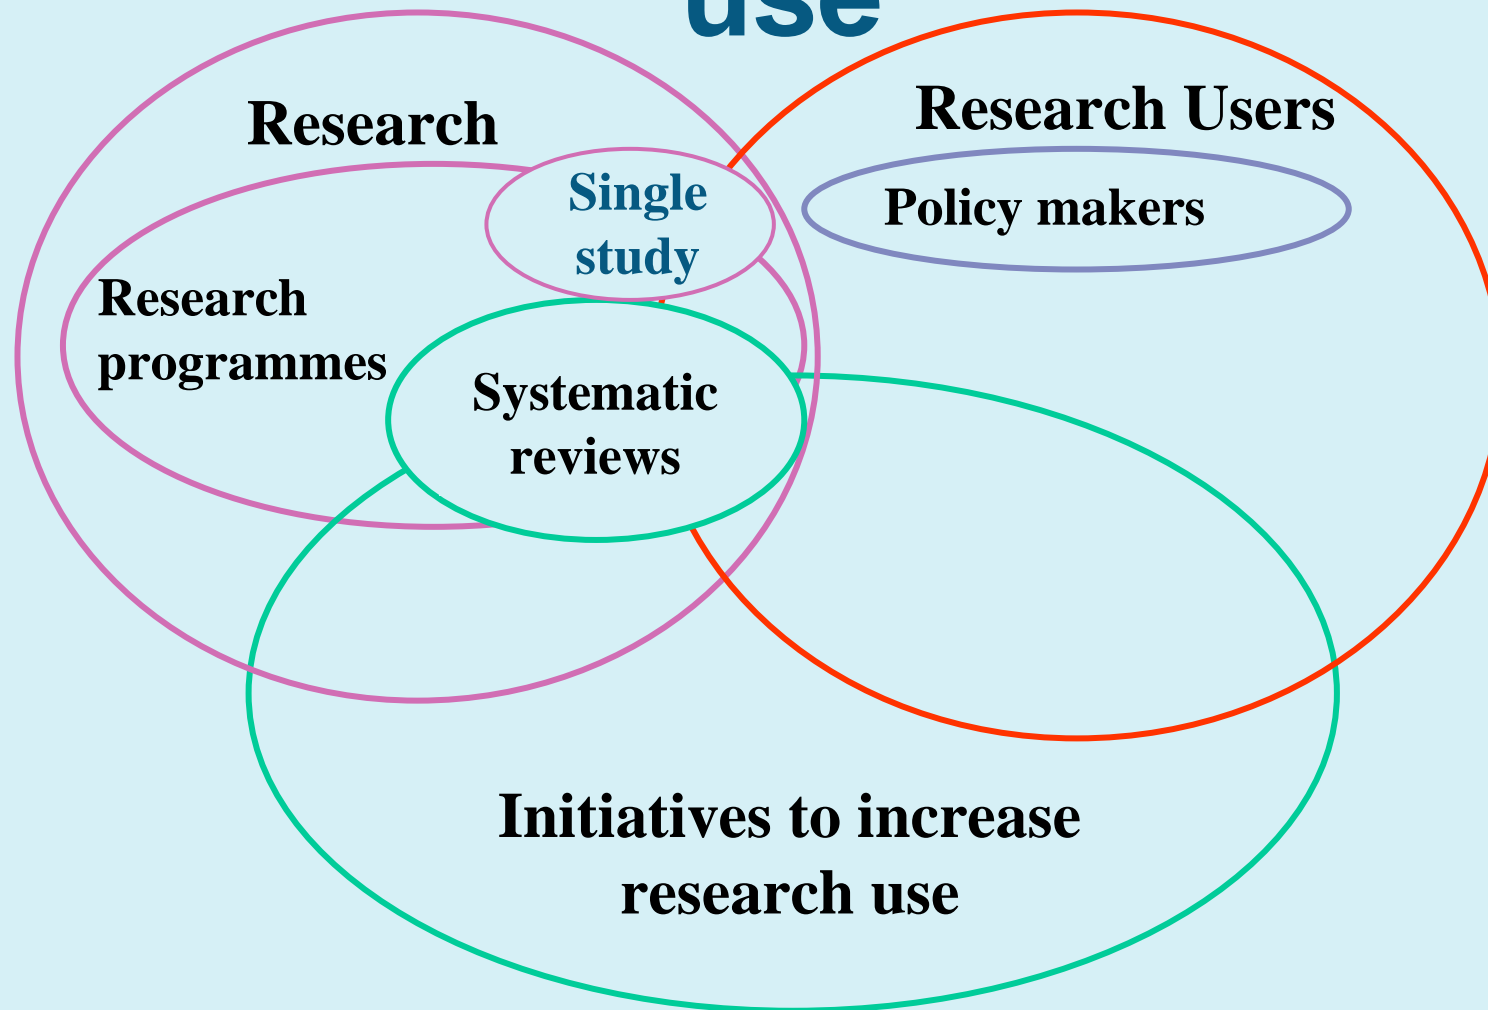 use
Research
Research Users
Single
study
Policy makers
Research
programmes
Systematic
reviews
Initiatives to increase
research use